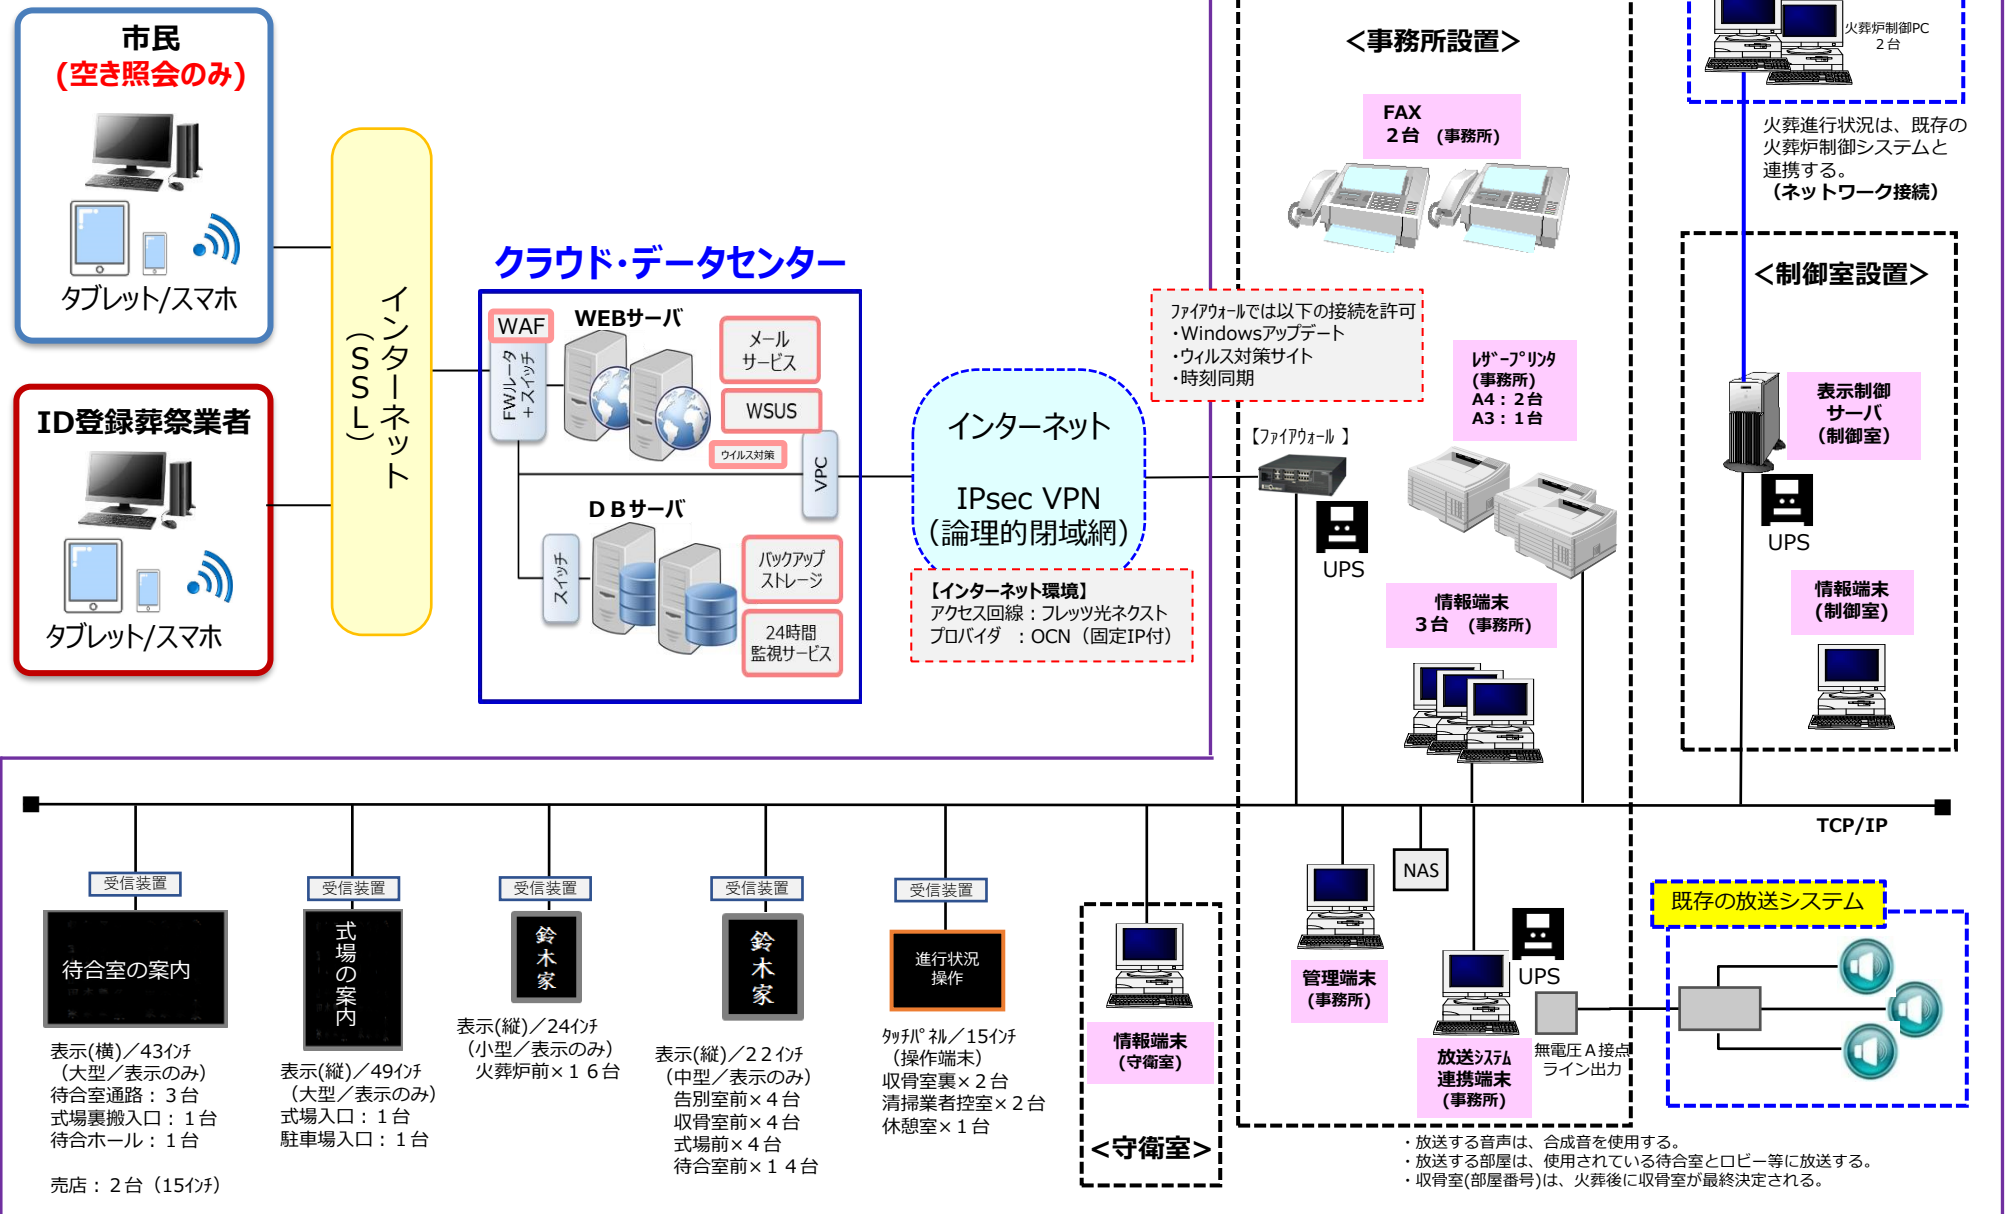 市民
(空き照会のみ)
タブレット/スマホ
ID登録葬祭業者
タブレット/スマホ
インターネット
（SSL）
クラウド・データセンター
WAF
FWルータ
＋スイッチ
WEBサーバ
メール
サービス
WSUS
ウイルス対策
VPC
ＤＢサーバ
スイッチ
バックアップ
ストレージ
24時間
監視サービス
インターネット
IPsec VPN
（論理的閉域網）
【インターネット環境】
アクセス回線：フレッツ光ネクスト
プロバイダ　：OCN（固定IP付）
＜事務所設置＞
FAX
２台　(事務所)
ﾌｧｲｱｳｫｰﾙでは以下の接続を許可
・Windowsアップデート
・ウィルス対策サイト
・時刻同期
【ﾌｧｲｱｳｫｰﾙ 】
UPS
ﾚｻﾞｰﾌﾟﾘﾝﾀ
(事務所)
A4：２台
A3：１台
情報端末
３台　(事務所)
火葬炉制御PC
２台
火葬進行状況は、既存の
火葬炉制御システムと
連携する。
（ネットワーク接続）
＜制御室設置＞
表示制御
サーバ
（制御室）
UPS
情報端末
(制御室)
TCP/IP
受信装置
待合室の案内
表示(横)／43ｲﾝﾁ
（大型／表示のみ）
待合室通路：３台
式場裏搬入口：１台
待合ホール：１台
売店：２台（15ｲﾝﾁ）
受信装置
式場の案内
表示(縦)／49ｲﾝﾁ
（大型／表示のみ）
式場入口：１台
駐車場入口：１台
受信装置
鈴木家
表示(縦)／24ｲﾝﾁ
（小型／表示のみ）
火葬炉前×１６台
受信装置
鈴木家
表示(縦)／２２ｲﾝﾁ
（中型／表示のみ）
告別室前×４台
収骨室前×４台
式場前×４台
待合室前×１４台
受信装置
進行状況
操作
ﾀｯﾁﾊﾟﾈﾙ／15ｲﾝﾁ
（操作端末）
収骨室裏×２台
清掃業者控室×２台
休憩室×１台
情報端末
(守衛室)
＜守衛室＞
管理端末
(事務所)
NAS
UPS
放送ｼｽﾃﾑ
連携端末
(事務所)
無電圧Ａ接点
ライン出力
既存の放送システム
・放送する音声は、合成音を使用する。
・放送する部屋は、使用されている待合室とロビー等に放送する。
・収骨室(部屋番号)は、火葬後に収骨室が最終決定される。